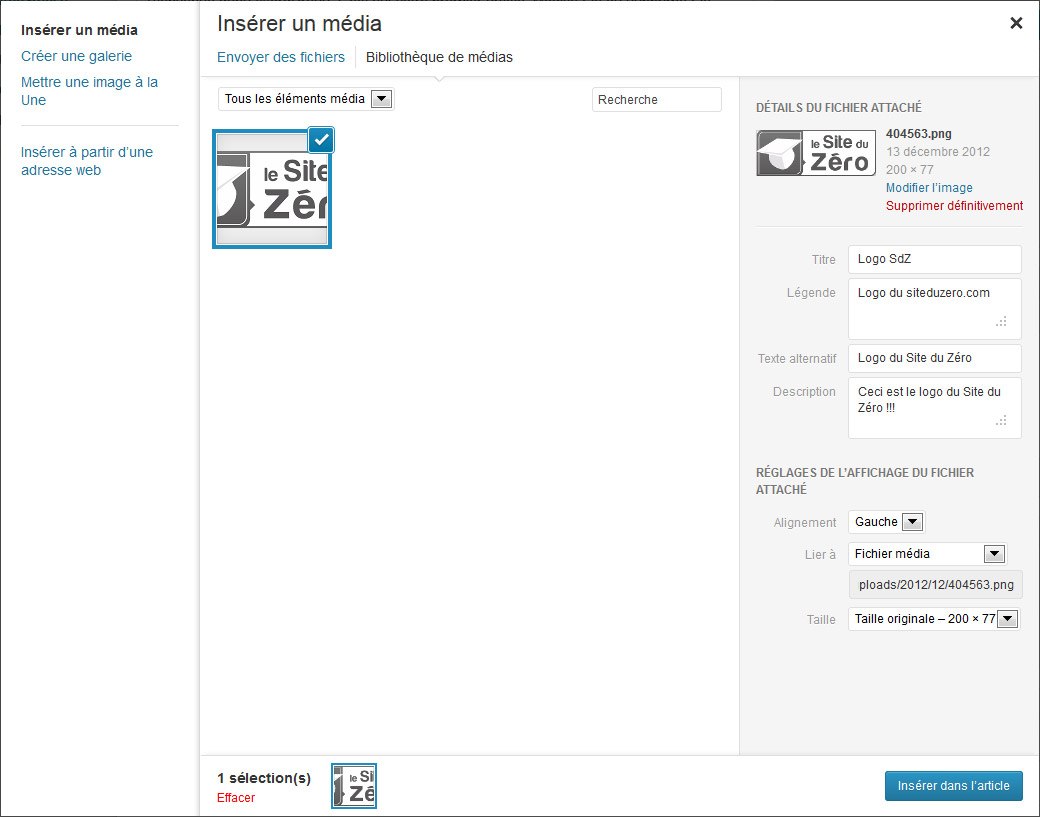 Insérer un média
Créer une galerie
Mettre une image à la
Une
Insérer à partir d'une
adresse web
Insérer un média
Envoyer des fichiers
Bibliothèque de médias
Tous les éléments média
Recherche
le Site
Zér
DÉTAILS DU FICHIER ATTACHÉ
le Site du
Zéro
404563.png
13 décembre 2012
200 × 77
Modifier l'image
Supprimer définitivement
Titre
Logo SdZ
Légende
Logo du siteduzero.com
Texte alternatif
Logo du Site du Zéro
Description
Ceci est le logo du Site du
Zéro !!!
RÉGLAGES DE L'AFFICHAGE DU FICHIER
ATTACHÉ
Alignement
Gauche
Lier à
Fichier média
ploads/2012/12/404563.png
Taille
Taille originale – 200 × 77
1 sélection(s)
Effacer
le Si
Zé
Insérer dans l'article